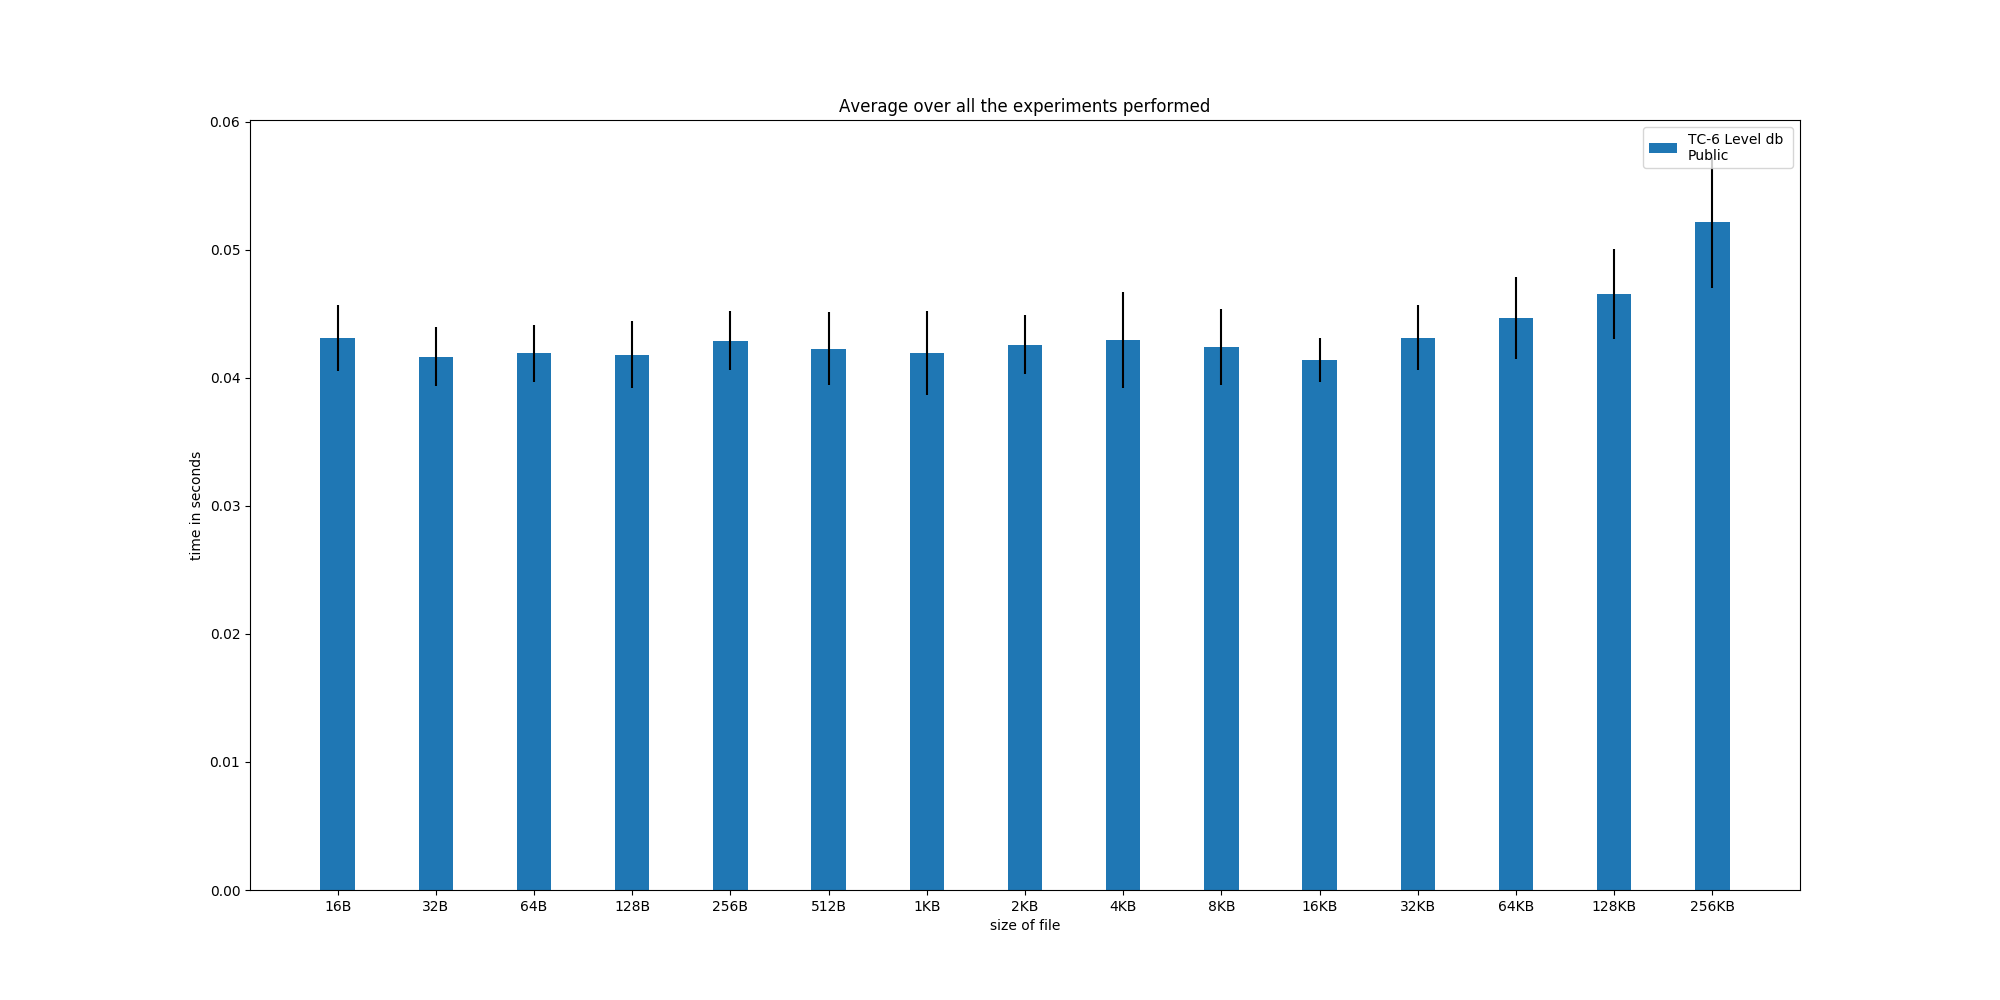 Average over all the experiments performed
TC-6 Level db
Public
0.06
0.05
0.04
0.03
0.02
0.01
0.00
time in seconds
16B 32B 64B 128B 256B 512B 1KB 2KB 4KB 8KB 16KB 32KB 64KB 128KB 256KB
size of file